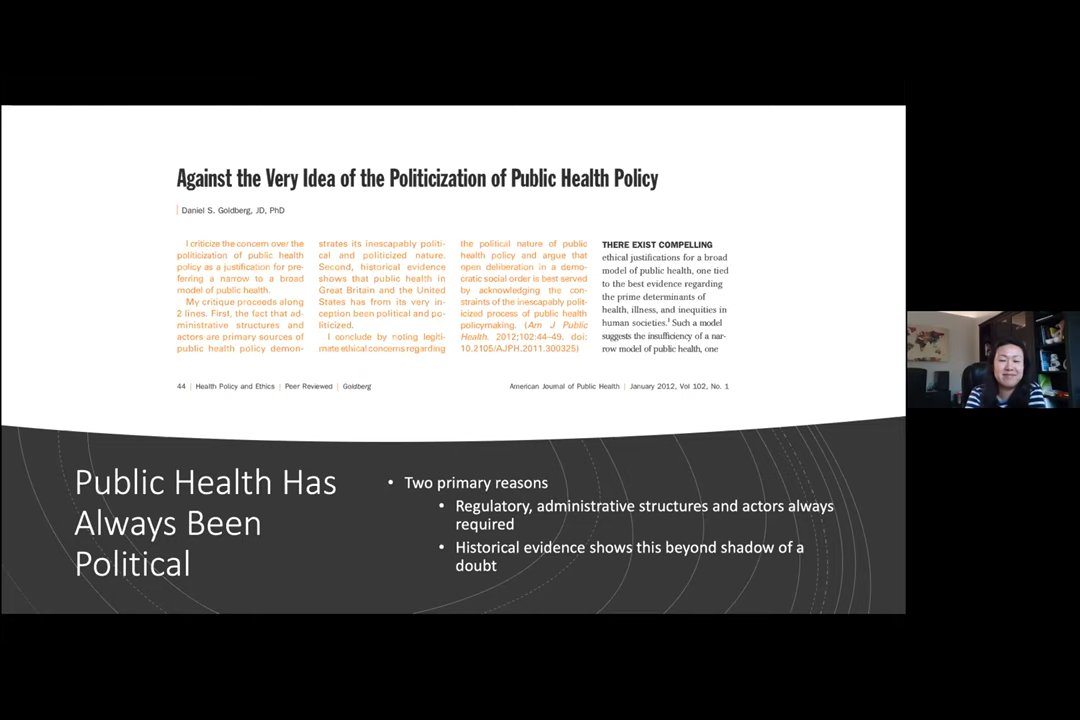 Against the Very Idea of the Politicization of Public Health Policy
Daniel S. Goldberg, JD, PhD
I criticize the concern over the
politicization of public health
policy as a justification for pre-
ferring a narrow to a broad
model of public health.
My critique proceeds along
2 lines. First, the fact that ad-
ministrative structures and
actors are primary sources of
public health policy demon-
strates its inescapably politi-
cal and politicized nature.
Second, historical evidence
shows that public health in
Great Britain and the United
States has from its very in-
ception been political and po-
liticized.
I conclude by noting legiti-
mate ethical concerns regarding
the political nature of public
health policy and argue that
open deliberation in a demo-
cratic social order is best served
by acknowledging the con-
straints of the inescapably polit-
icized process of public health
policymaking. (Am J Public
Health. 2012;102:44–49. doi:
10.2105/AJPH.2011.300325)
THERE EXIST COMPELLING
ethical justifications for a broad
model of public health, one tied
to the best evidence regarding
the prime determinants of
health, illness, and inequities in
human societies.1 Such a model
suggests the insufficiency of a nar-
row model of public health, one
44 | Health Policy and Ethics | Peer Reviewed | Goldberg
American Journal of Public Health | January 2012, Vol 102, No. 1
Public Health Has
Always Been
Political
• Two primary reasons
• Regulatory, administrative structures and actors always
required
• Historical evidence shows this beyond shadow of a
doubt